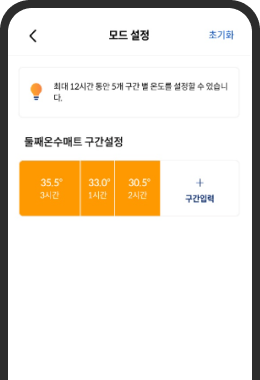 모드 설정
초기화
최대 12시간 동안 5개 구간 별 온도를 설정할 수 있습니
다.
둘째온수매트 구간설정
35.5° 33.0° 30.5° +
3시간 1시간 2시간 구간입력